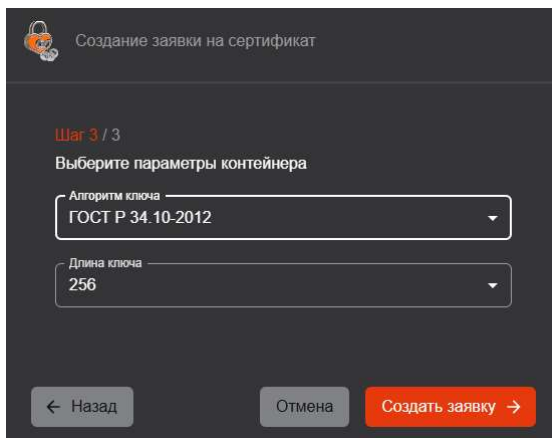 Создание заявки на сертификат
Шаг 3 / 3
Выберите параметры контейнера
Алгоритм ключа
ГОСТ Р 34.10-2012
Длина ключа
256
← Назад
Отмена
Создать заявку →